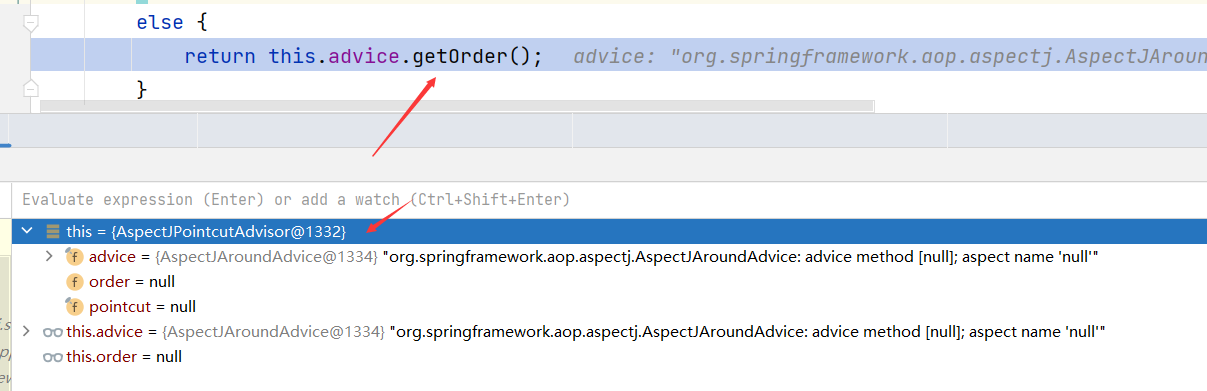 else {
return this.advice.getOrder(); advice: "org.springframework.aop.aspectj.AspectJAroun
}
Evaluate expression (Enter) or add a watch (Ctrl+Shift+Enter)
this = {AspectJPointcutAdvisor@1332}
advice = {AspectJAroundAdvice@1334} "org.springframework.aop.aspectj.AspectJAroundAdvice: advice method [null]; aspect name 'null'"
order = null
pointcut = null
this.advice = {AspectJAroundAdvice@1334} "org.springframework.aop.aspectj.AspectJAroundAdvice: advice method [null]; aspect name 'null'"
this.order = null